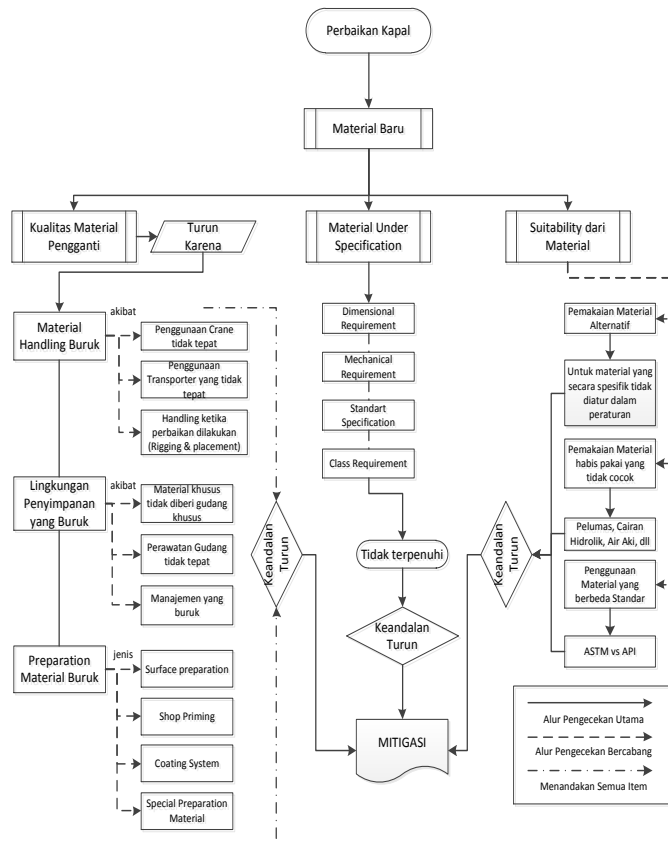 Perbaikan Kapal
Material Baru
Kualitas Material
Pengganti
Turun
Karena
Material Under
Specification
Suitability dari
Material
Material
Handling Buruk
akibat
Penggunaan Crane
tidak tepat
Penggunaan
Transporter yang tidak
tepat
Handling ketika
perbaikan dilakukan
(Rigging & placement)
Lingkungan
Penyimpanan
yang Buruk
akibat
Material khusus
tidak diberi gudang
khusus
Perawatan Gudang
tidak tepat
Manajemen yang
buruk
Preparation
Material Buruk
jenis
Surface preparation
Shop Priming
Coating System
Special Preparation
Material
Keandalan
Turun
Dimensional
Requirement
Mechanical
Requirement
Standart
Specification
Class Requirement
Tidak terpenuhi
Keandalan
Turun
MITIGASI
Keandalan
Turun
Pemakaian Material
Alternatif
Untuk material yang
secara spesifik tidak
diatur dalam
peraturan
Pemakaian Material
habis pakai yang
tidak cocok
Pelumas, Cairan
Hidrolik, Air Aki, dll
Penggunaan
Material yang
berbeda Standar
ASTM vs API
Alur Pengecekan Utama
Alur Pengecekan Bercabang
Menandakan Semua Item